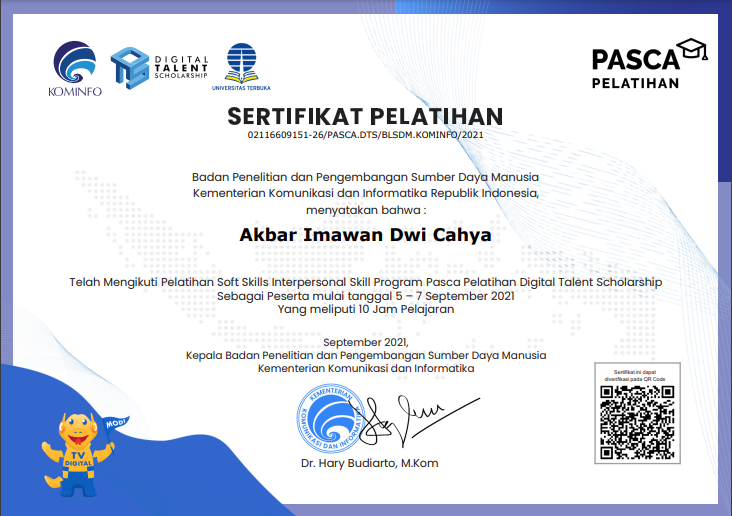 KOMINFO
DIGITAL
TALENT
SCHOLARSHIP
UNIVERSITAS TERBUKA
PASCA
PELATIHAN
SERTIFIKAT PELATIHAN
02116609151-26/PASCA.DTS/BLSDM.KOMINFO/2021
Badan Penelitian dan Pengembangan Sumber Daya Manusia
Kementerian Komunikasi dan Informatika Republik Indonesia,
menyatakan bahwa :
Akbar Imawan Dwi Cahya
Telah Mengikuti Pelatihan Soft Skills Interpersonal Skill Program Pasca Pelatihan Digital Talent Scholarship
Sebagai Peserta mulai tanggal 5 – 7 September 2021
Yang meliputi 10 Jam Pelajaran
September 2021,
Kepala Badan Penelitian dan Pengembangan Sumber Daya Manusia
Kementerian Komunikasi dan Informatika
KEMENTERIAN
KOMUNIKASI DAN INFORMATIKA
Dr. Hary Budiarto, M.Kom
Sertifikat ini dapat
diverifikasi pada QR Code
MODI
TV
DIGITAL